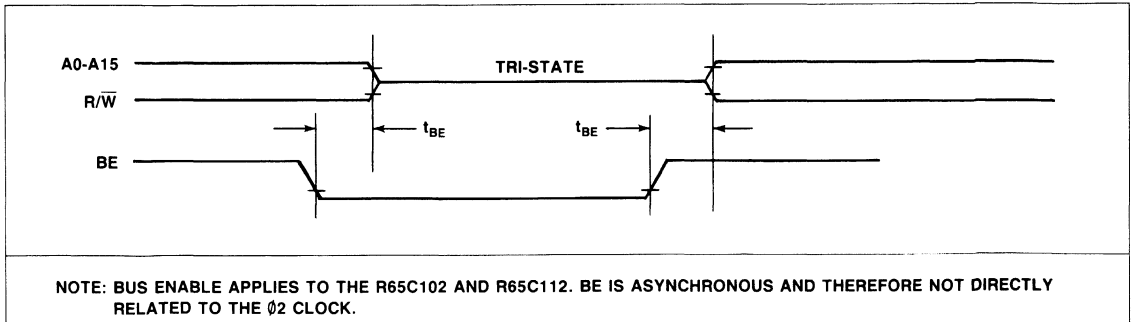 A0-A15
TRI-STATE
R/W̅
tBE
tBE
BE
NOTE: BUS ENABLE APPLIES TO THE R65C102 AND R65C112. BE IS ASYNCHRONOUS AND THEREFORE NOT DIRECTLY
RELATED TO THE Ø2 CLOCK.